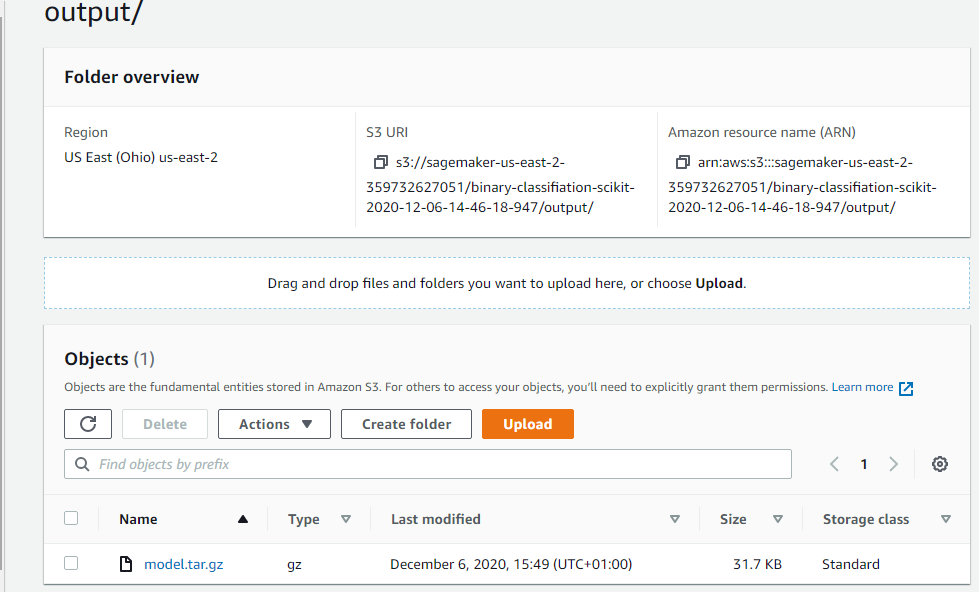 output/
Folder overview
Region
US East (Ohio) us-east-2
S3 URI
s3://sagemaker-us-east-2-
359732627051/binary-classifiation-scikit-
2020-12-06-14-46-18-947/output/
Amazon resource name (ARN)
arn:aws:s3:::sagemaker-us-east-2-
359732627051/binary-classifiation-scikit-
2020-12-06-14-46-18-947/output/
Drag and drop files and folders you want to upload here, or choose Upload.
Objects (1)
Objects are the fundamental entities stored in Amazon S3. For others to access your objects, you'll need to explicitly grant them permissions. Learn more
Delete Actions Create folder Upload
Find objects by prefix 1
Name Type Last modified Size Storage class
model.tar.gz gz December 6, 2020, 15:49 (UTC+01:00) 31.7 KB Standard